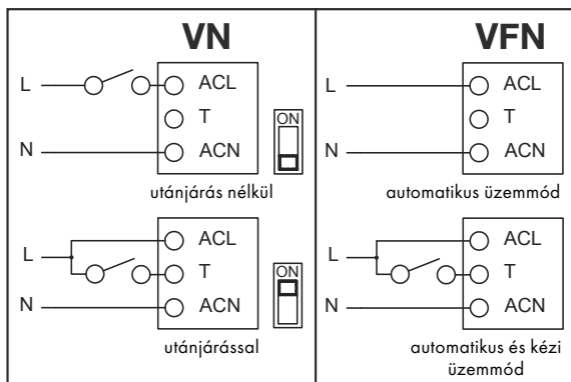 VN
L
ACL
T
N
ACN
ON
utánjárás nélkül
L
ACL
T
N
ACN
ON
utánjárással
VFN
L
ACL
T
N
ACN
automatikus üzemmód
L
ACL
T
N
ACN
automatikus és kézi
üzemmód